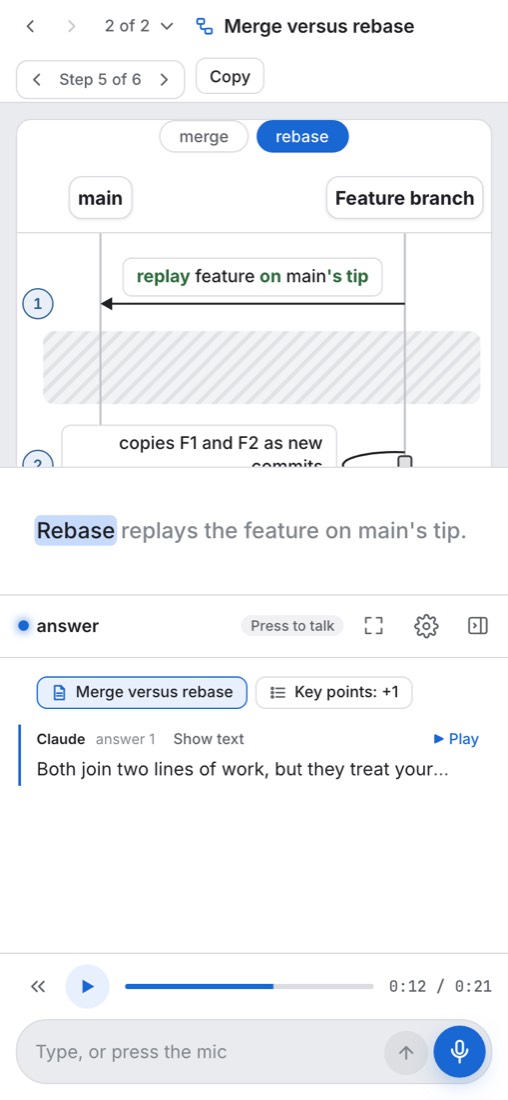 2 of 2 Merge versus rebase
Step 5 of 6 Copy
merge rebase
main Feature branch
replay feature on main's tip
1
copies F1 and F2 as new
commits
2
Rebase replays the feature on main's tip.
answer Press to talk
Merge versus rebase Key points: +1
Claude answer 1 Show text Play
Both join two lines of work, but they treat your...
0:12 / 0:21
Type, or press the mic